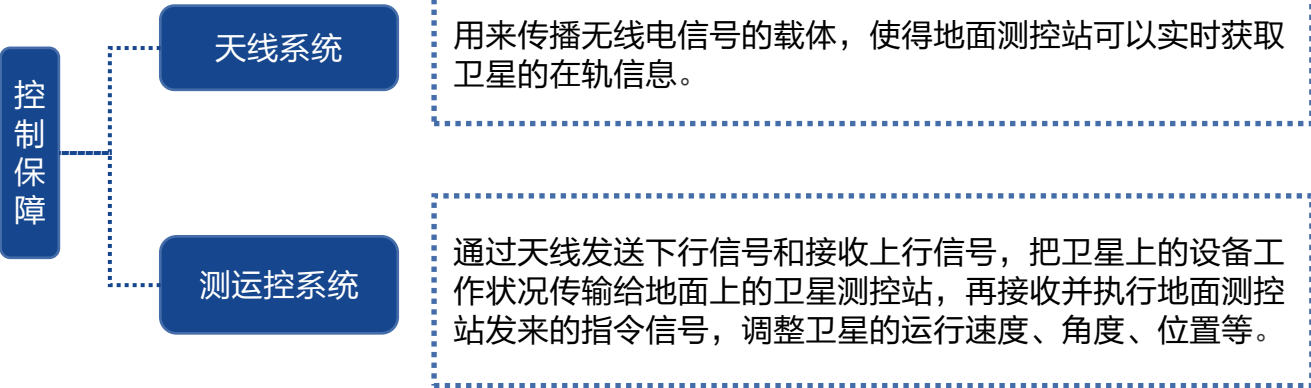 控制保障
天线系统
用来传播无线电信号的载体，使得地面测控站可以实时获取
卫星的在轨信息。
测运控系统
通过天线发送下行信号和接收上行信号，把卫星上的设备工
作状况传输给地面上的卫星测控站，再接收并执行地面测控
站发来的指令信号，调整卫星的运行速度、角度、位置等。